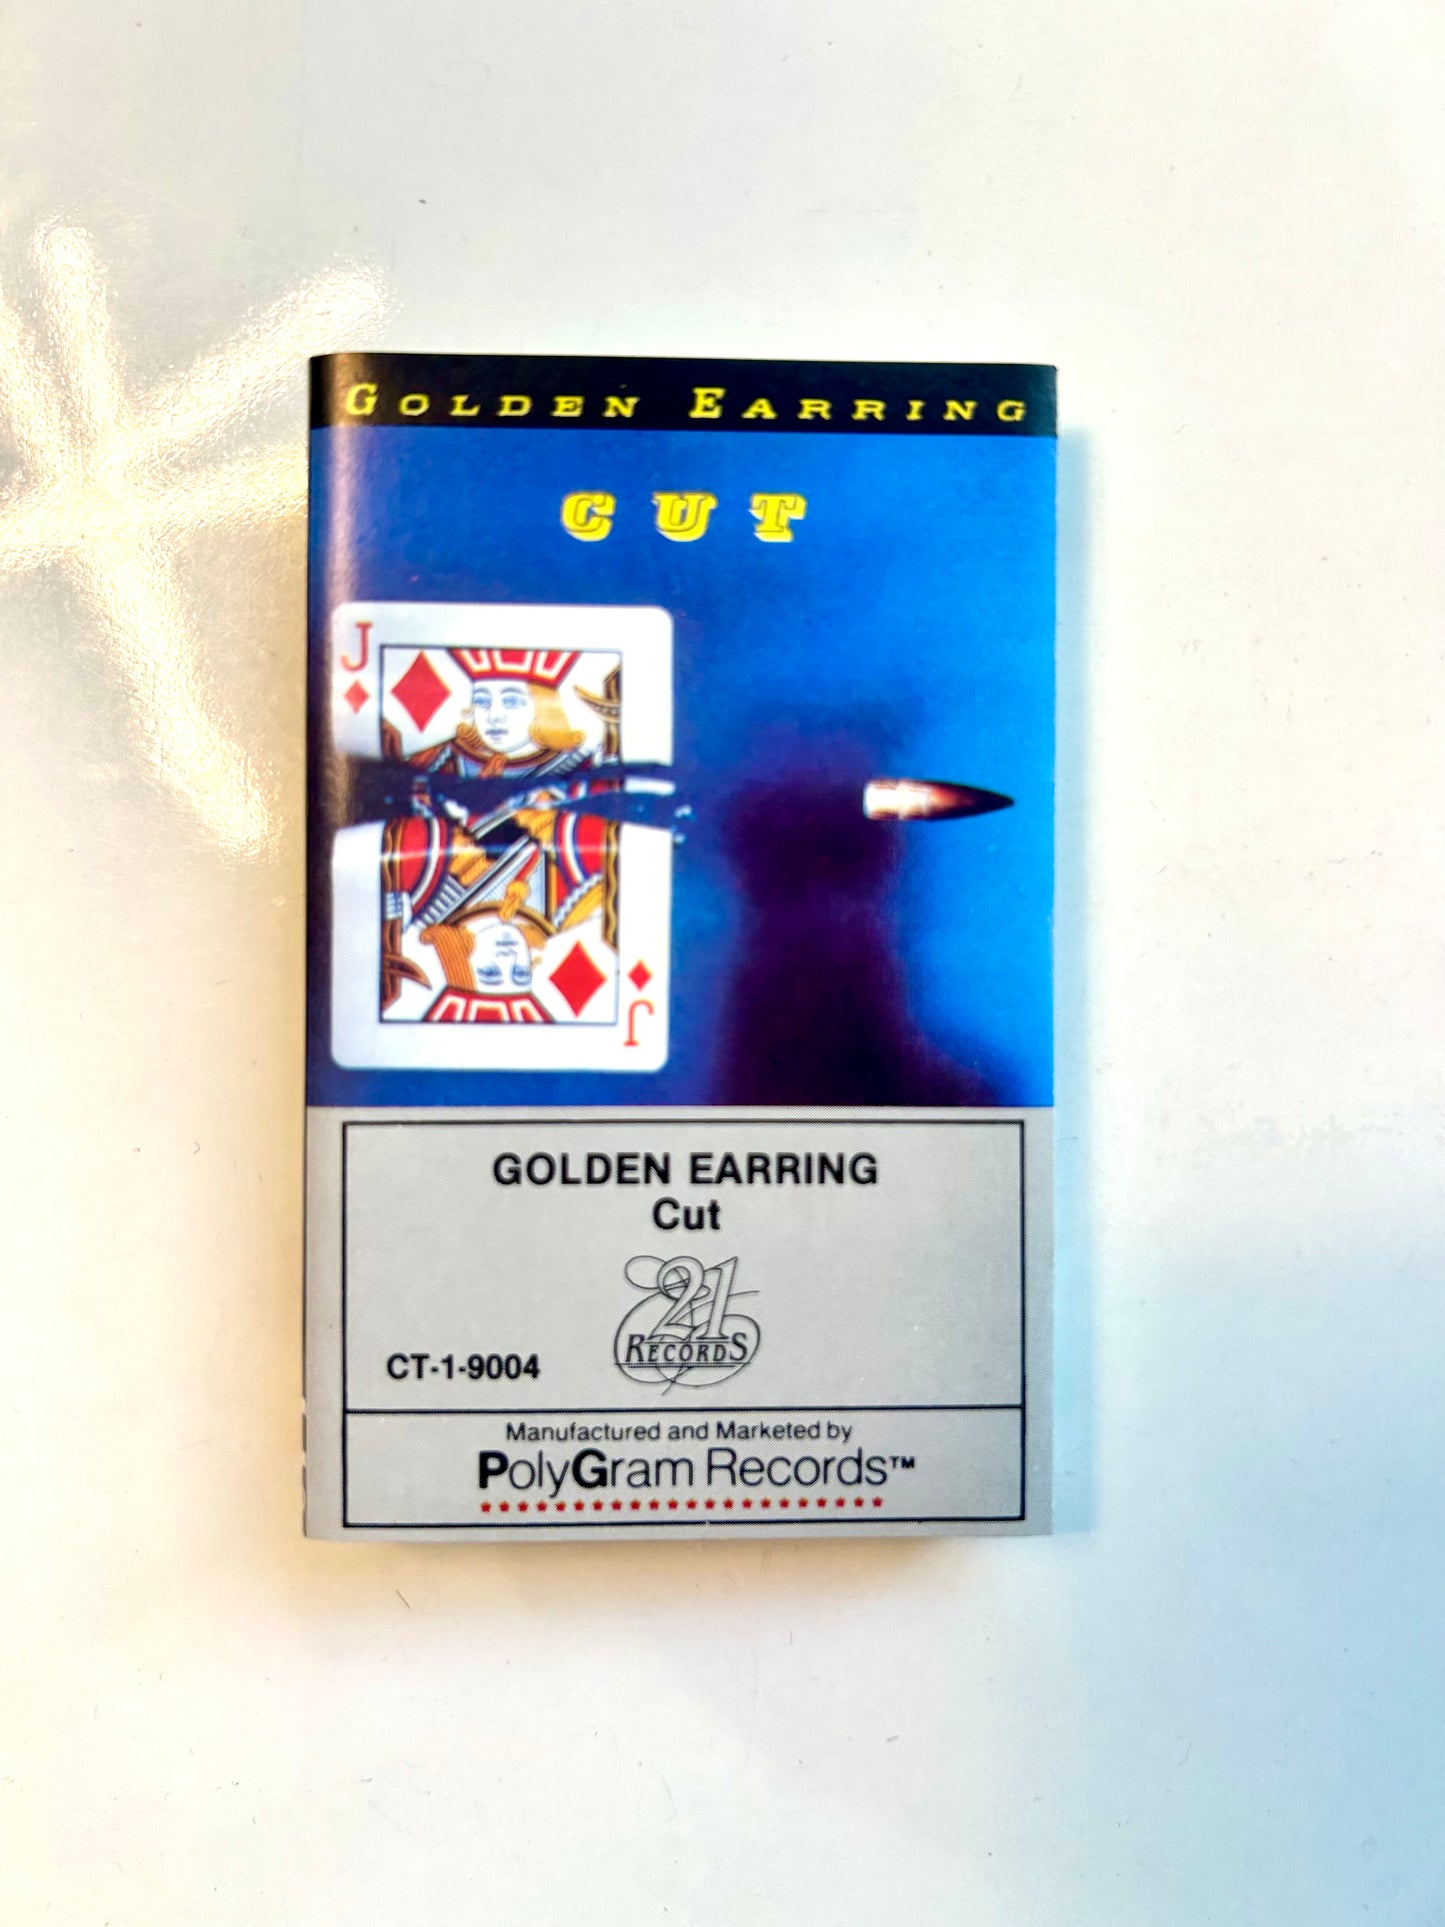 GOLDEN EARRING
CUT
J
J
GOLDEN EARRING
Cut
21
RECORDS
CT-1-9004
Manufactured and Marketed by
PolyGram Records™